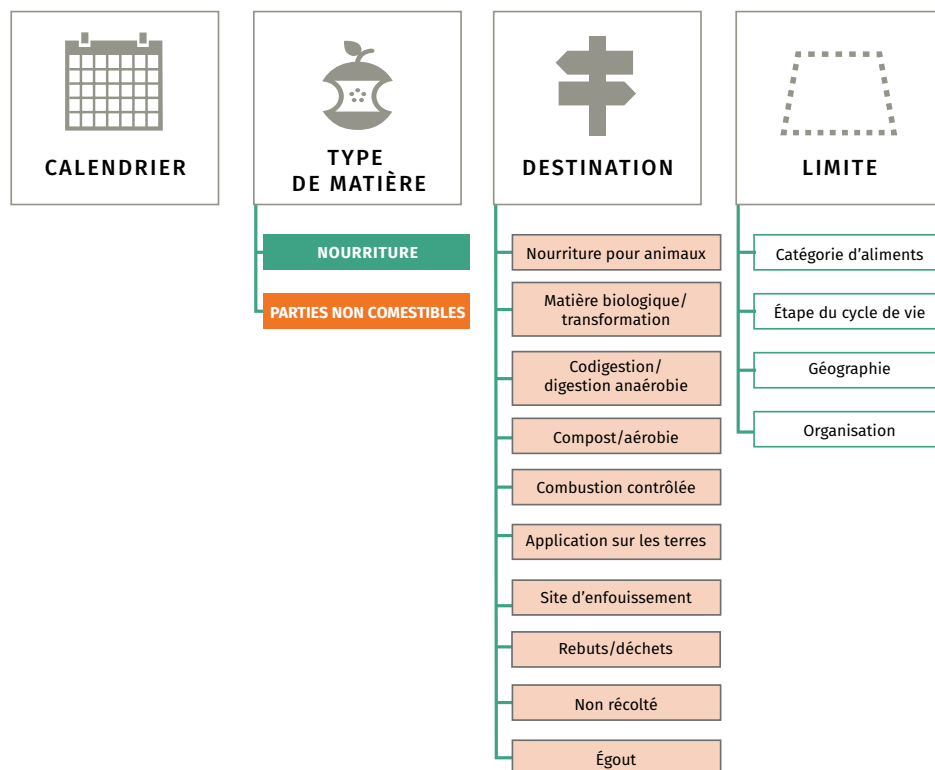 CALENDRIER
TYPE
DE MATIÈRE
NOURRITURE
PARTIES NON COMESTIBLES
DESTINATION
Nourriture pour animaux
Matière biologique/
transformation
Codigestion/
digestion anaérobie
Compost/aérobie
Combustion contrôlée
Application sur les terres
Site d’enfouissement
Rebuts/déchets
Non récolté
Égout
LIMITE
Catégorie d’aliments
Étape du cycle de vie
Géographie
Organisation